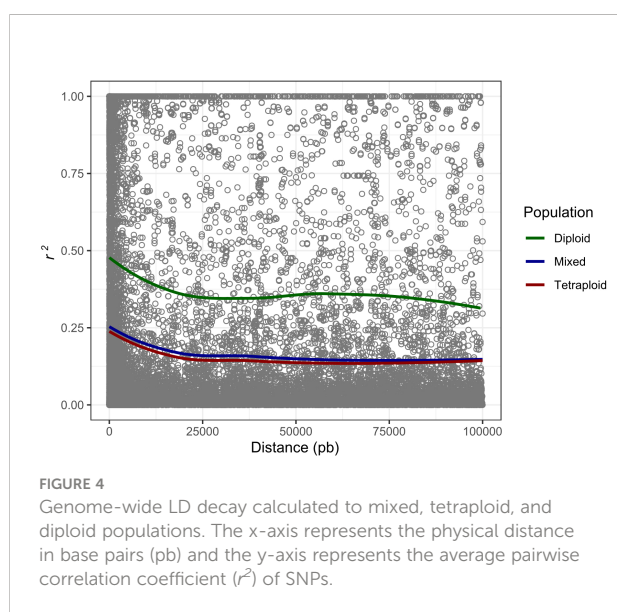 1.00
0.75
0.50
0.25
0.00
r²
0
25000
50000
75000
100000
Distance (pb)
Population
Diploid
Mixed
Tetraploid
FIGURE 4
Genome-wide LD decay calculated to mixed, tetraploid, and
diploid populations. The x-axis represents the physical distance
in base pairs (pb) and the y-axis represents the average pairwise
correlation coefficient (r²) of SNPs.